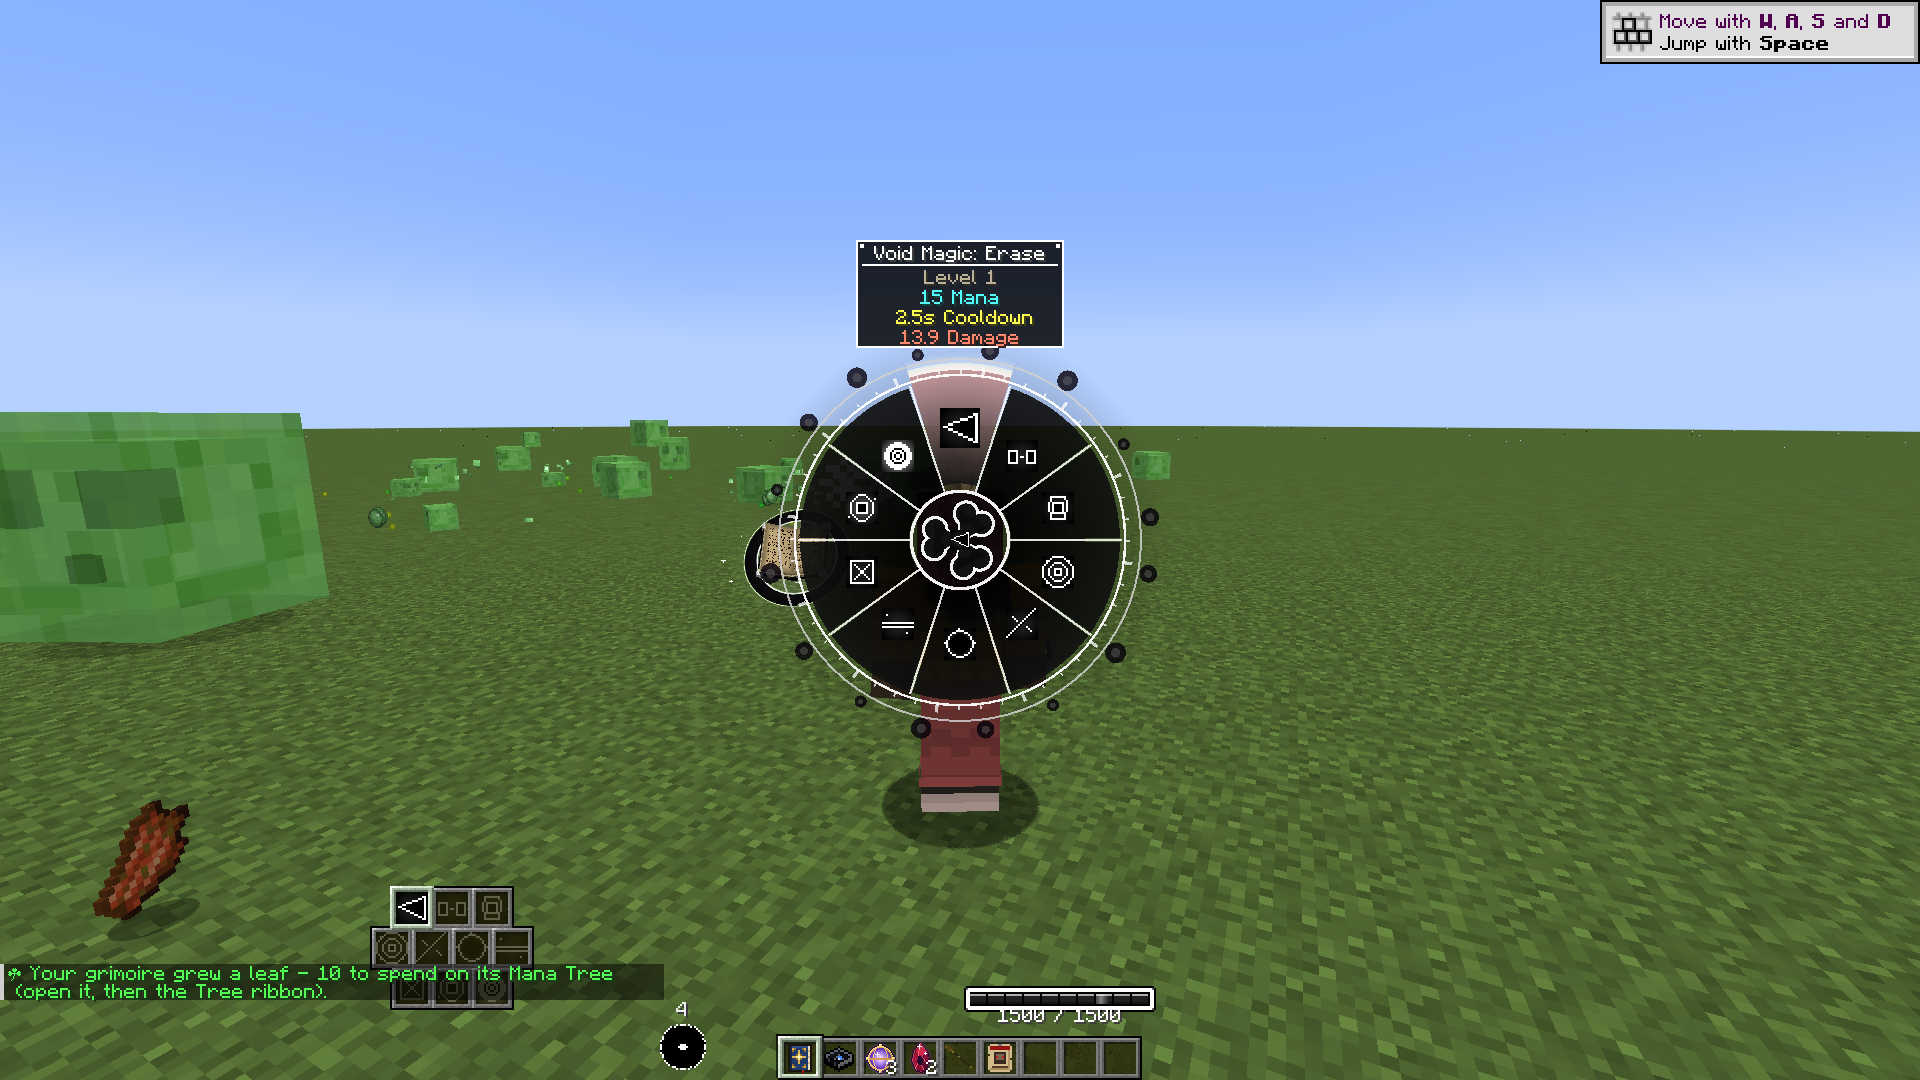 Move with W, A, S and D
Jump with Space
Void Magic: Erase
Level 1
15 Mana
2.5s Cooldown
13.9 Damage
Your grimoire grew a leaf - 10 to spend on its Mana Tree
(open it, then the Tree ribbon).
4
1500 / 1500
3
2